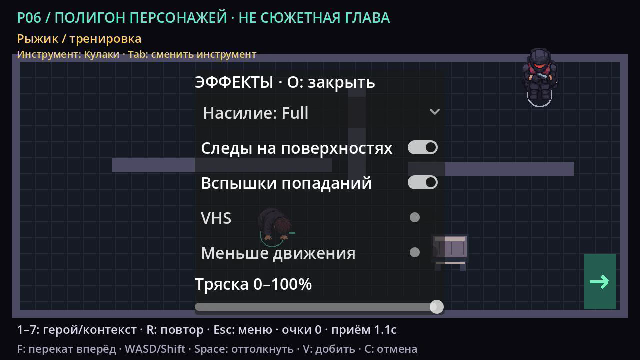 P06 / ПОЛИГОН ПЕРСОНАЖЕЙ · НЕ СЮЖЕТНАЯ ГЛАВА
Рыжик / тренировка
Инструмент: Кулаки · Tab: сменить инструмент
ЭФФЕКТЫ · O: закрыть
Насилие: Full
Следы на поверхностях
Вспышки попаданий
VHS
Меньше движения
Тряска 0–100%
1–7: герой/контекст · R: повтор · Esc: меню · очки 0 · приём 1.1с
F: перекат вперёд · WASD/Shift · Space: оттолкнуть · V: добить · C: отмена